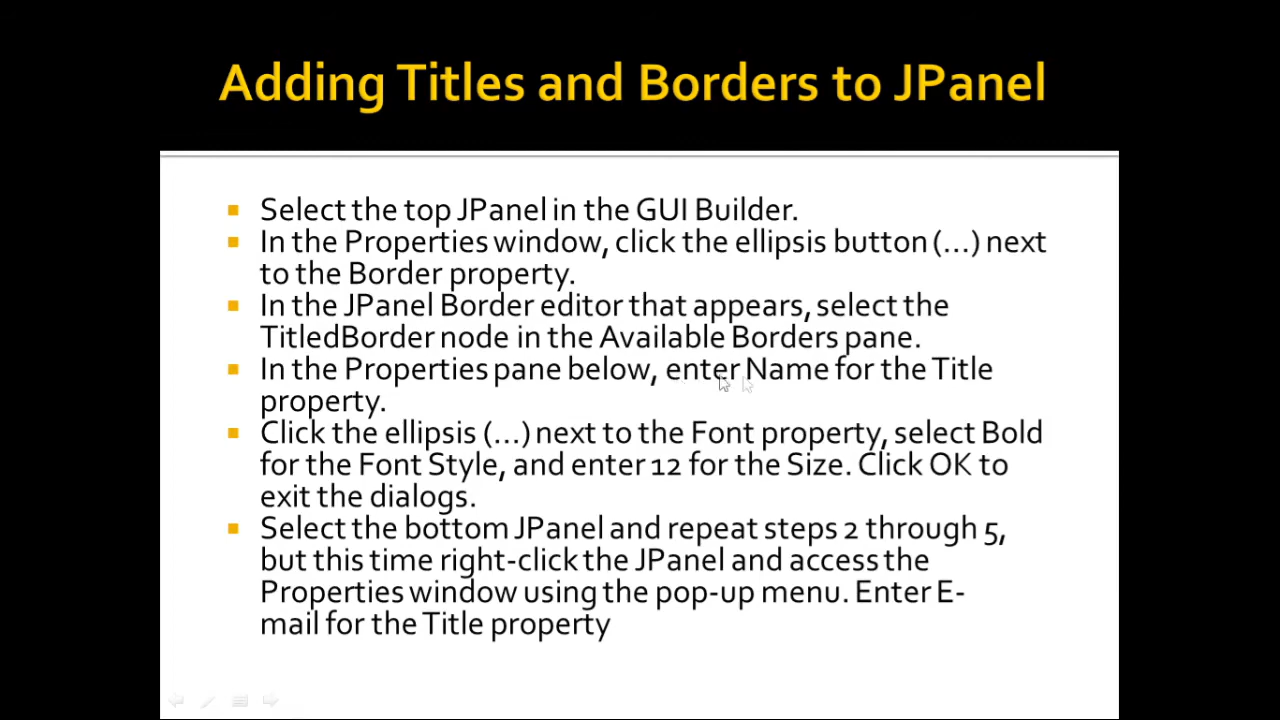 Adding Titles and Borders to JPanel
Select the top JPanel in the GUI Builder.
In the Properties window, click the ellipsis button (...) next
to the Border property.
In the JPanel Border editor that appears, select the
TitledBorder node in the Available Borders pane.
In the Properties pane below, enter Name for the Title
property.
Click the ellipsis (...) next to the Font property, select Bold
for the Font Style, and enter 12 for the Size. Click OK to
exit the dialogs.
Select the bottom JPanel and repeat steps 2 through 5,
but this time right-click the JPanel and access the
Properties window using the pop-up menu. Enter E-
mail for the Title property